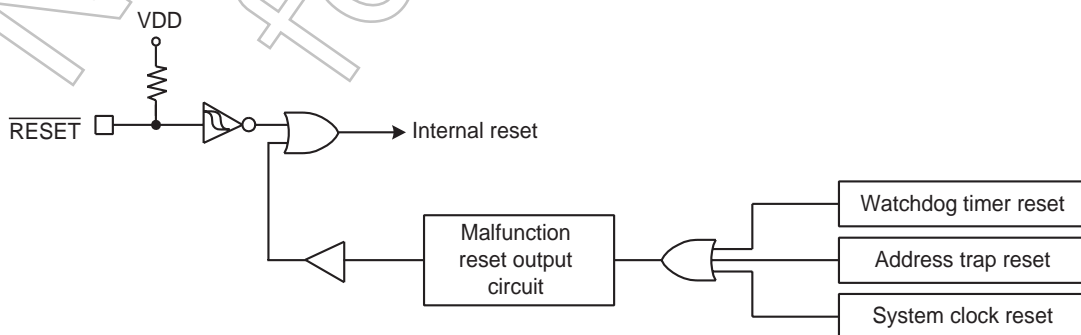 VDD
RESET
Internal reset
Watchdog timer reset
Malfunction
reset output
circuit
Address trap reset
System clock reset